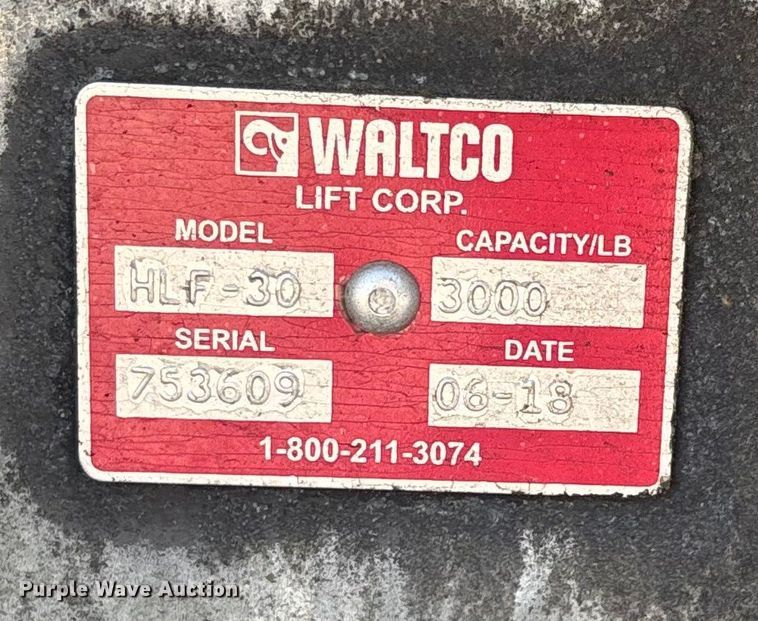 WALTCO
LIFT CORP.
MODEL
CAPACITY/LB
HLF-30
3000
SERIAL
DATE
753609
06-18
1-800-211-3074
Purple Wave Auction